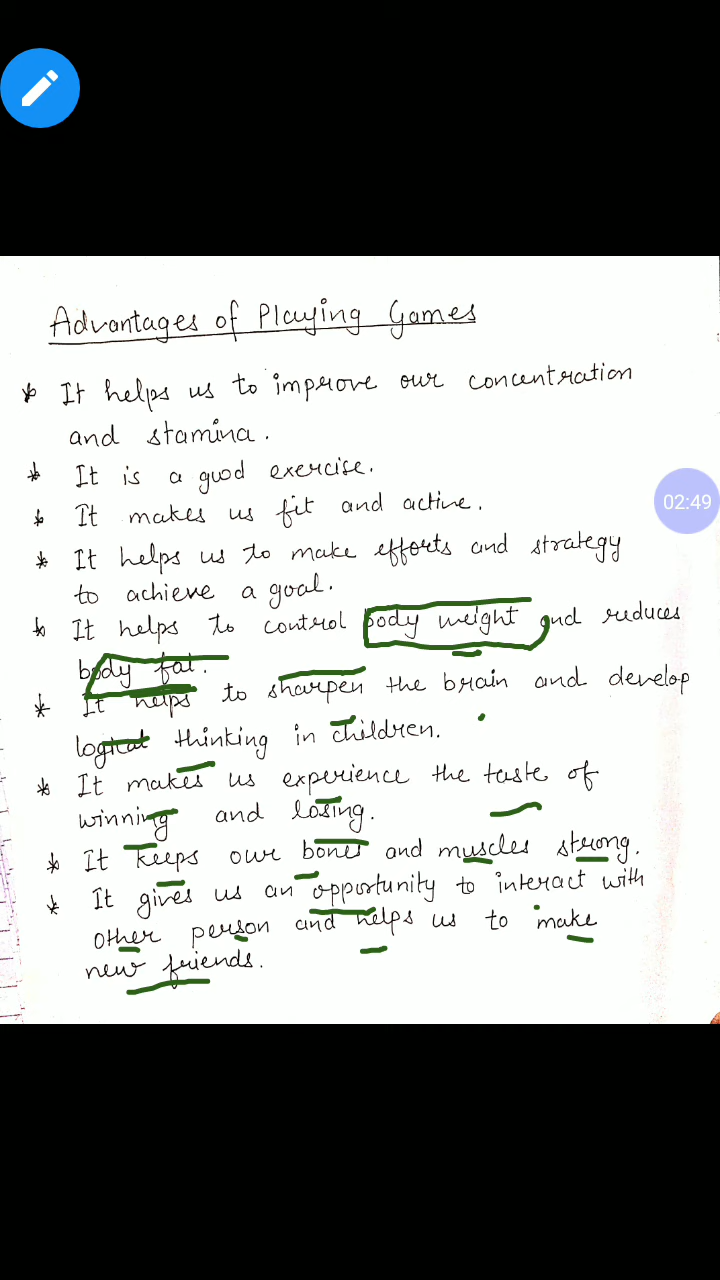 Advantages of Playing Games
* It helps us to improve our concentration
and stamina.
* It is a good exercise.
* It makes us fit and active.
* It helps us to make efforts and strategy
to achieve a goal.
* It helps to control body weight and reduces
body fat.
* It helps to sharpen the brain and develop
logical thinking in children.
* It makes us experience the taste of
winning and losing.
* It keeps our bones and muscles strong.
* It gives us an opportunity to interact with
other person and helps us to make
new friends.
02:49